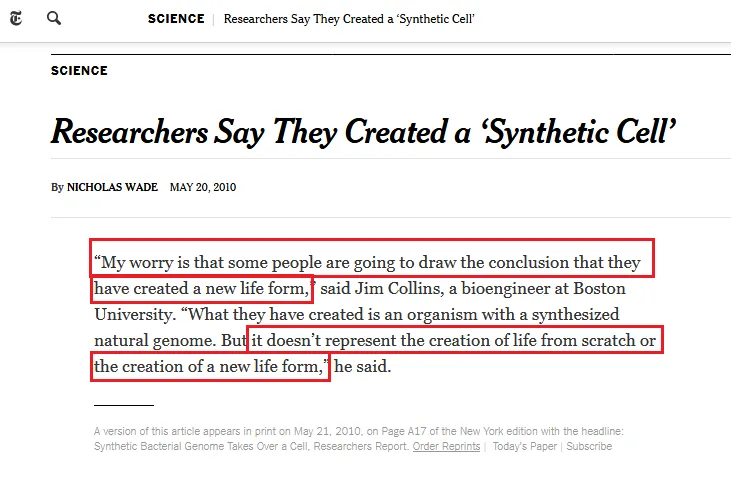 SCIENCE | Researchers Say They Created a ‘Synthetic Cell’
SCIENCE
Researchers Say They Created a ‘Synthetic Cell’
By NICHOLAS WADE MAY 20, 2010
“My worry is that some people are going to draw the conclusion that they
have created a new life form,” said Jim Collins, a bioengineer at Boston
University. “What they have created is an organism with a synthesized
natural genome. But it doesn’t represent the creation of life from scratch or
the creation of a new life form,” he said.
A version of this article appears in print on May 21, 2010, on Page A17 of the New York edition with the headline:
Synthetic Bacterial Genome Takes Over a Cell, Researchers Report. Order Reprints | Today's Paper | Subscribe